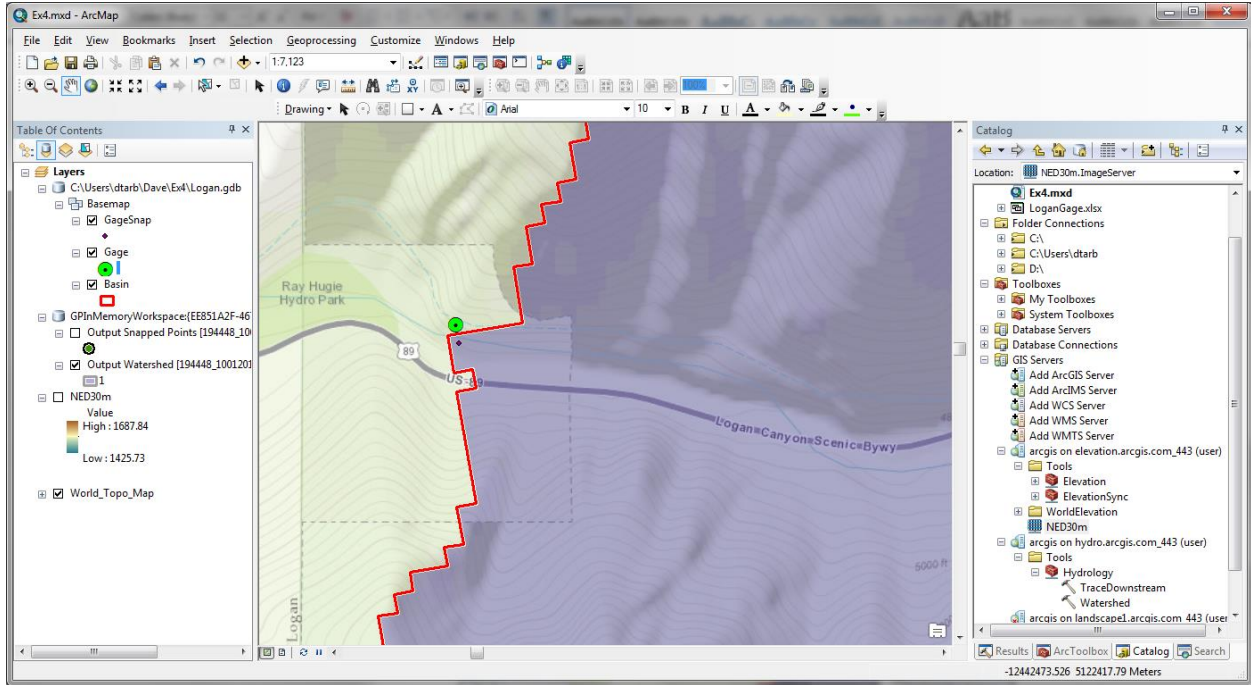 Ex4.mxd - ArcMap
File Edit View Bookmarks Insert Selection Geoprocessing Customize Windows Help
1:7,123
100%
Drawing A Arial 10 B I U A
Table Of Contents
Layers
C:\Users\dtarb\Dave\Ex4\Logan.gdb
Basemap
GageSnap
Gage
Basin
GPInMemoryWorkspace:{EE851A2F-46
Output Snapped Points [194448_10
Output Watershed [194448_1001201
1
NED30m
Value
High : 1687.84
Low : 1425.73
World_Topo_Map
Ray Hugie
Hydro Park
89
US-89
Logan Canyon Scenic Bywy
5000 ft
Logan
Catalog
Location: NED30m.ImageServer
Ex4.mxd
LoganGage.xlsx
Folder Connections
C:\
C:\Users\dtarb
D:\
Toolboxes
My Toolboxes
System Toolboxes
Database Servers
Database Connections
GIS Servers
Add ArcGIS Server
Add ArcIMS Server
Add WCS Server
Add WMS Server
Add WMTS Server
arcgis on elevation.arcgis.com_443 (user)
Tools
Elevation
ElevationSync
WorldElevation
NED30m
arcgis on hydro.arcgis.com_443 (user)
Tools
Hydrology
TraceDownstream
Watershed
arcgis on landscape1.arcgis.com 443 (user
Results ArcToolbox Catalog Search
-12442473.526 5122417.79 Meters